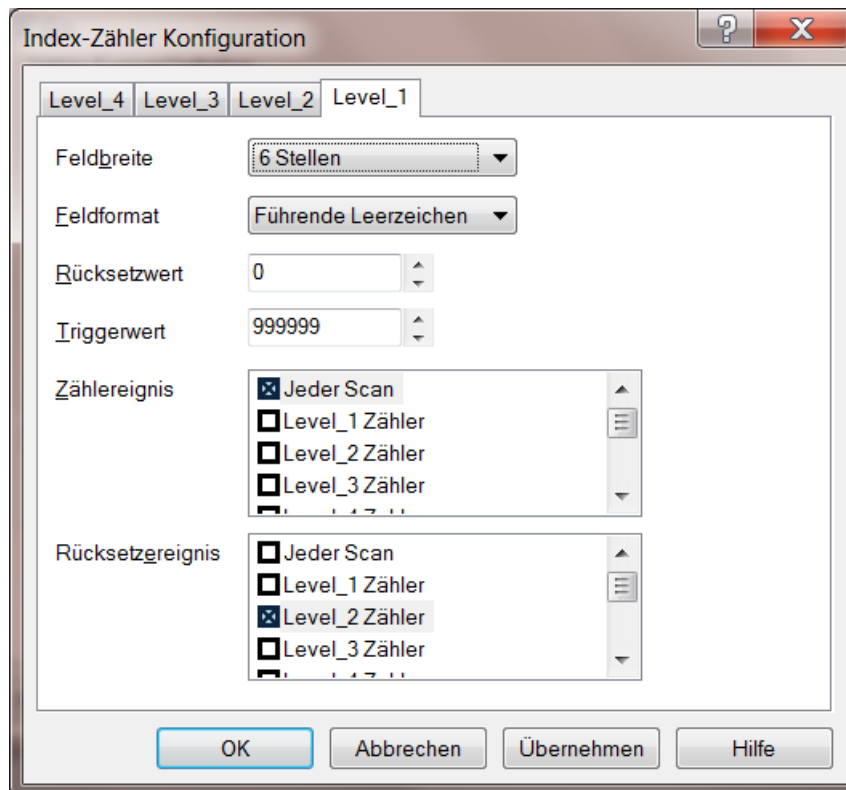 Index-Zähler Konfiguration
Level_4 Level_3 Level_2 Level_1
Feldbreite 6 Stellen
Feldformat Führende Leerzeichen
Rücksetzwert 0
Triggerwert 999999
Zählereignis Jeder Scan
Level_1 Zähler
Level_2 Zähler
Level_3 Zähler
Rücksetzereignis Jeder Scan
Level_1 Zähler
Level_2 Zähler
Level_3 Zähler
OK Abbrechen Übernehmen Hilfe